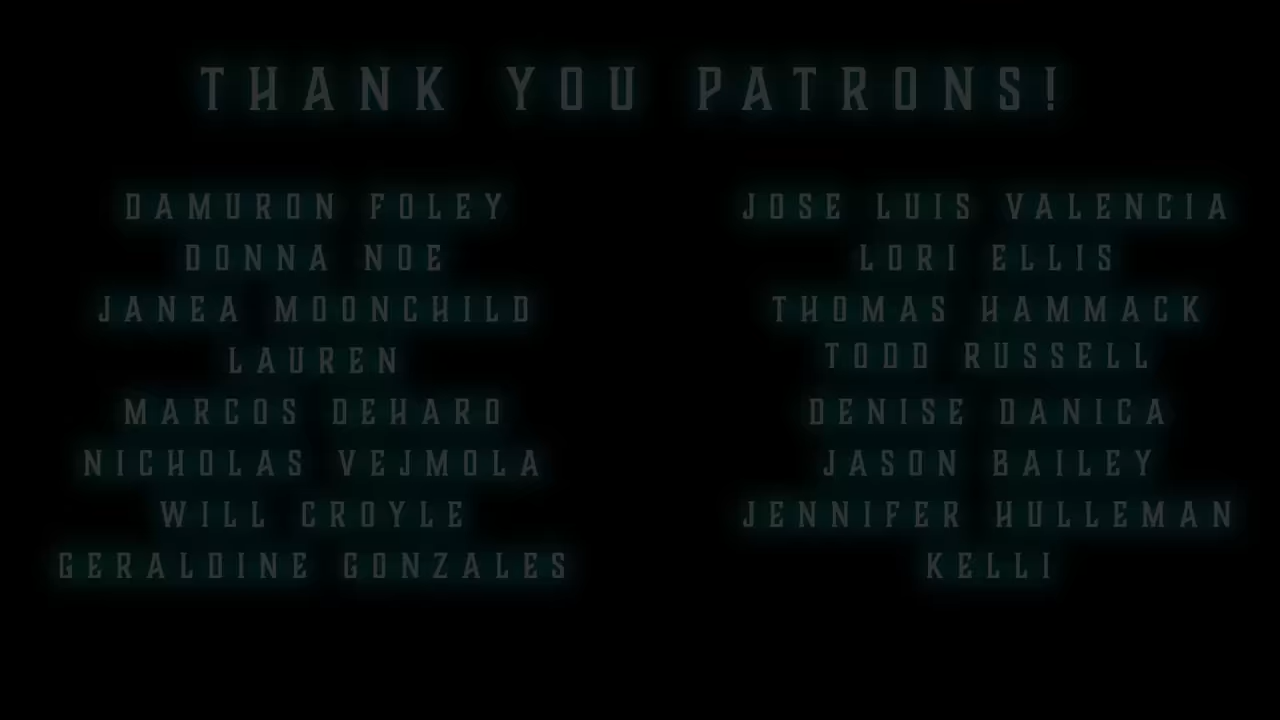 THANK YOU PATRONS!
DAMURON FOLEY
DONNA NOE
JANEA MOONCHILD
LAUREN
MARCOS DEHARO
NICHOLAS VEJMOLA
WILL CROYLE
GERALDINE GONZALES
JOSE LUIS VALENCIA
LORI ELLIS
THOMAS HAMMACK
TODD RUSSELL
DENISE DANICA
JASON BAILEY
JENNIFER HULLEMAN
KELLI